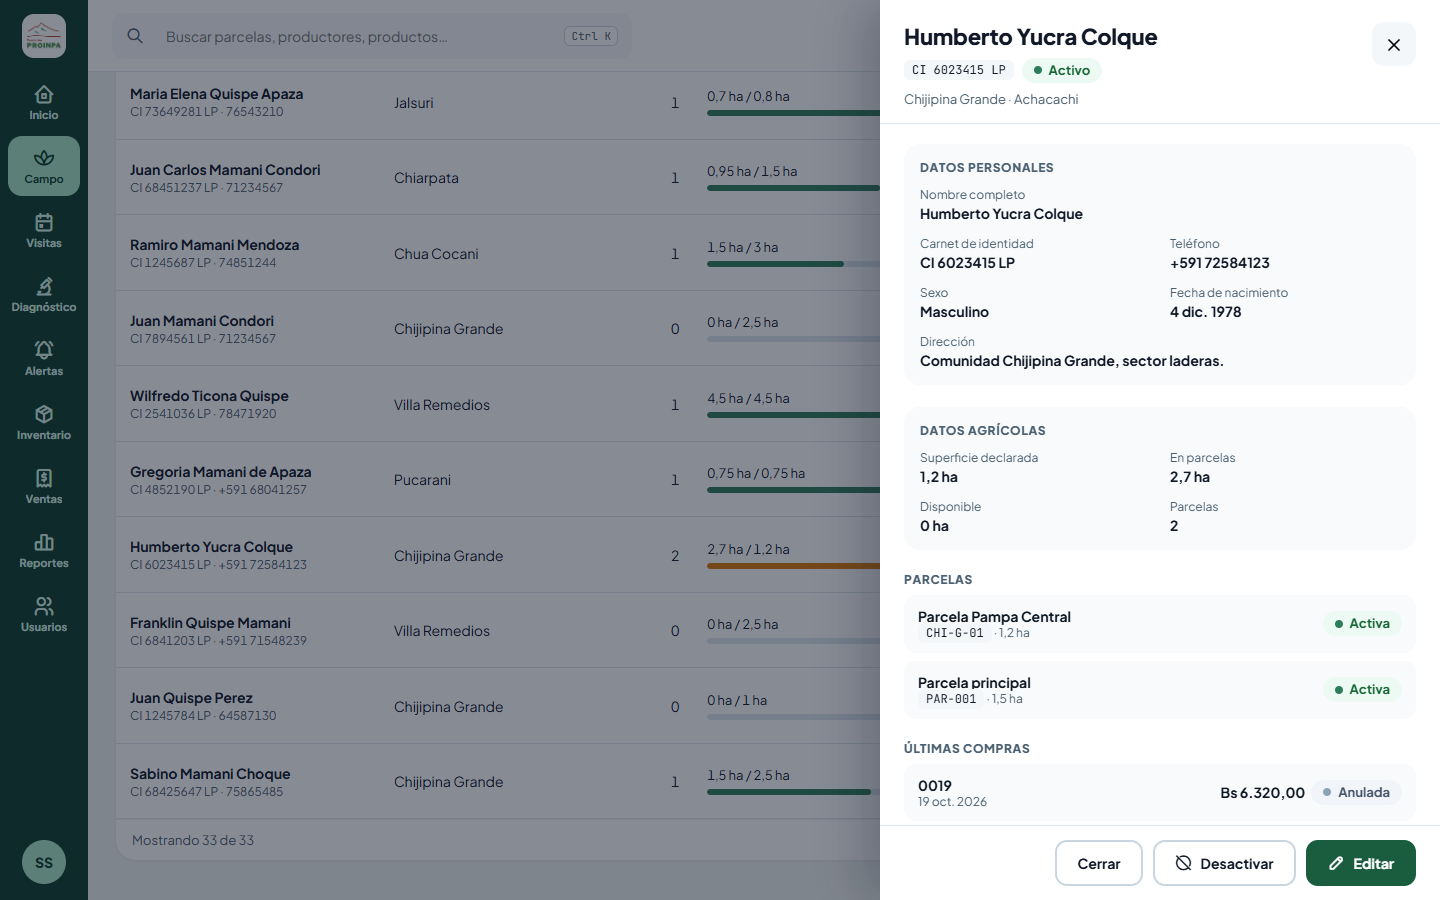 PROINPA
Inicio
Campo
Visitas
Diagnóstico
Alertas
Inventario
Ventas
Reportes
Usuarios
SS
Buscar parcelas, productores, productos...
Ctrl K
Maria Elena Quispe Apaza
CI 73649281 LP · 76543210
Jalsuri
1
0,7 ha / 0,8 ha
Juan Carlos Mamani Condori
CI 68451237 LP · 71234567
Chiarpata
1
0,95 ha / 1,5 ha
Ramiro Mamani Mendoza
CI 1245687 LP · 74851244
Chua Cocani
1
1,5 ha / 3 ha
Juan Mamani Condori
CI 7894561 LP · 71234567
Chijipina Grande
0
0 ha / 2,5 ha
Wilfredo Ticona Quispe
CI 2541036 LP · 78471920
Villa Remedios
1
4,5 ha / 4,5 ha
Gregoria Mamani de Apaza
CI 4852190 LP · +591 68041257
Pucarani
1
0,75 ha / 0,75 ha
Humberto Yucra Colque
CI 6023415 LP · +591 72584123
Chijipina Grande
2
2,7 ha / 1,2 ha
Franklin Quispe Mamani
CI 6841203 LP · +591 71548239
Villa Remedios
0
0 ha / 2,5 ha
Juan Quispe Perez
CI 1245784 LP · 64587130
Chijipina Grande
0
0 ha / 1 ha
Sabino Mamani Choque
CI 68425647 LP · 75865485
Chijipina Grande
1
1,5 ha / 2,5 ha
Mostrando 33 de 33
Humberto Yucra Colque
CI 6023415 LP
Activo
Chijipina Grande · Achacachi
DATOS PERSONALES
Nombre completo
Humberto Yucra Colque
Carnet de identidad
CI 6023415 LP
Teléfono
+591 72584123
Sexo
Masculino
Fecha de nacimiento
4 dic. 1978
Dirección
Comunidad Chijipina Grande, sector laderas.
DATOS AGRÍCOLAS
Superficie declarada
1,2 ha
En parcelas
2,7 ha
Disponible
0 ha
Parcelas
2
PARCELAS
Parcela Pampa Central
CHI-G-01 · 1,2 ha
Activa
Parcela principal
PAR-001 · 1,5 ha
Activa
ÚLTIMAS COMPRAS
0019
19 oct. 2026
Bs 6.320,00
Anulada
Cerrar
Desactivar
Editar